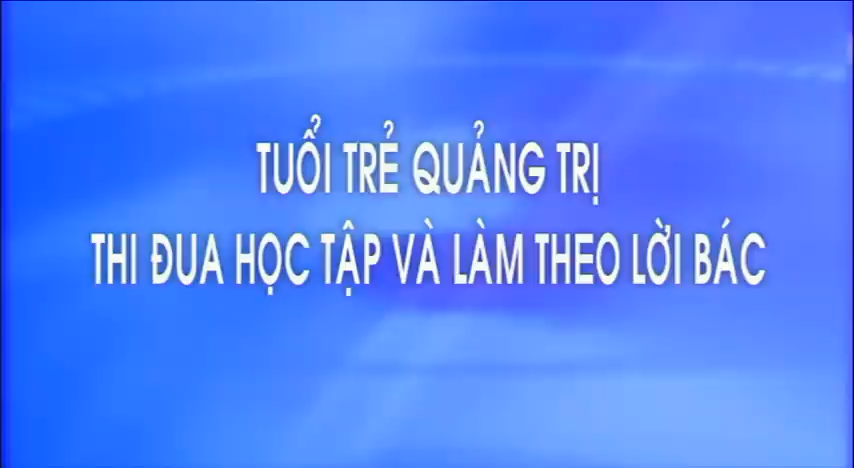 TUỔI TRẺ QUẢNG TRỊ
THI ĐUA HỌC TẬP VÀ LÀM THEO LỜI BÁC